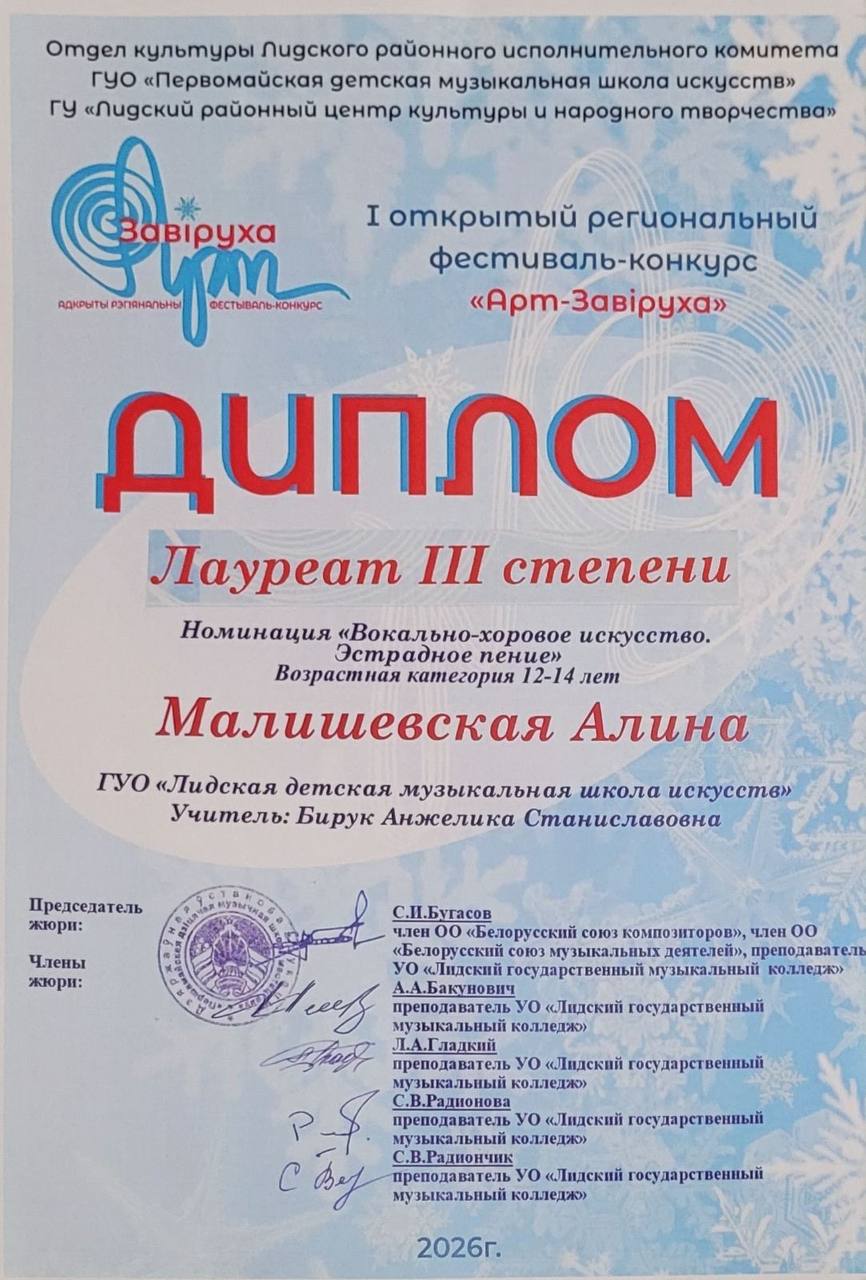 Отдел культуры Лидского районного исполнительного комитета
ГУО «Первомайская детская музыкальная школа искусств»
ГУ «Лидский районный центр культуры и народного творчества»
Завіруха
Арт
АДКРЫТЫ РЭГІЯНАЛЬНЫ ФЕСТЫВАЛЬ-КОНКУРС
I открытый региональный
фестиваль-конкурс
«Арт-Завіруха»
ДИПЛОМ
Лауреат III степени
Номинация «Вокально-хоровое искусство.
Эстрадное пение»
Возрастная категория 12-14 лет
Малишевская Алина
ГУО «Лидская детская музыкальная школа искусств»
Учитель: Бирук Анжелика Станиславовна
Председатель
жюри:
Члены
жюри:
С.И.Бугасов
член ОО «Белорусский союз композиторов», член ОО
«Белорусский союз музыкальных деятелей», преподаватель
УО «Лидский государственный музыкальный колледж»
А.А.Бакунович
преподаватель УО «Лидский государственный
музыкальный колледж»
Л.А.Гладкий
преподаватель УО «Лидский государственный
музыкальный колледж»
С.В.Радионова
преподаватель УО «Лидский государственный
музыкальный колледж»
С.В.Радиончик
преподаватель УО «Лидский государственный
музыкальный колледж»
2026г.